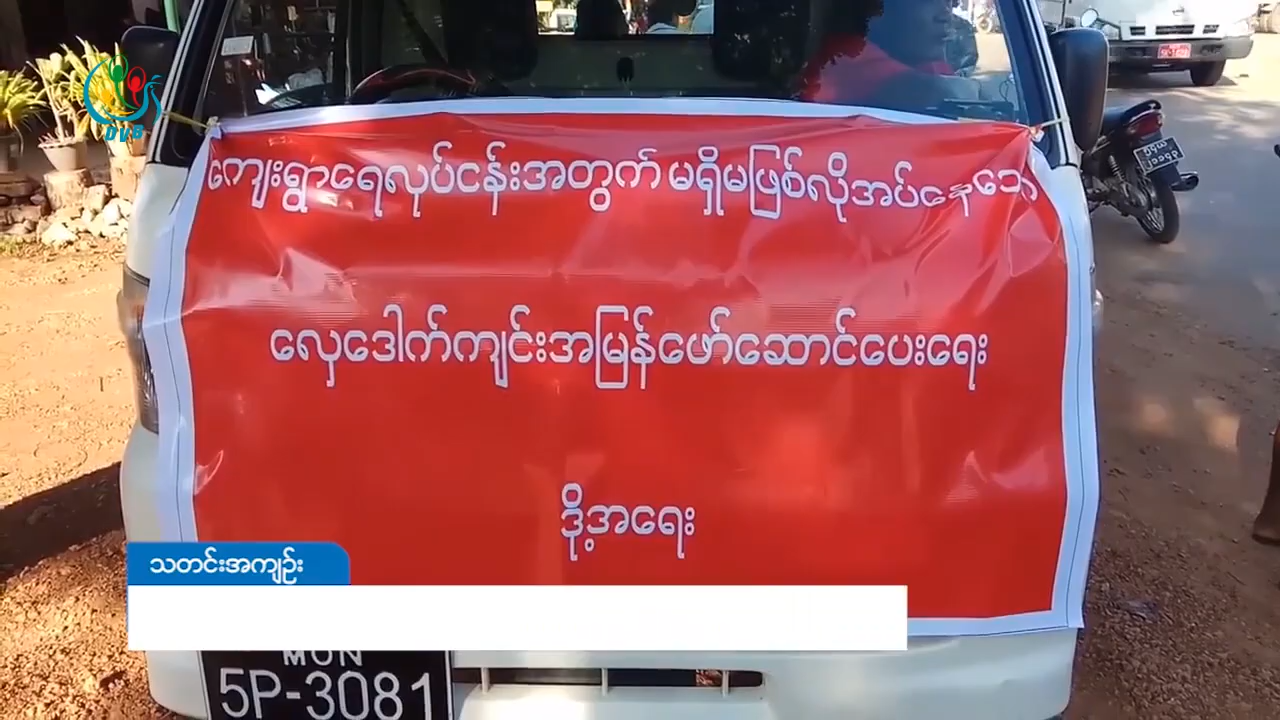 DVB
ကျေးရွာရေလုပ်ငန်းအတွက် မရှိမဖြစ်လိုအပ်နေသော
လှေဒေါက်ကျင်းအမြန်ဖော်ဆောင်ပေးရေး
ဒို့အရေး
သတင်းအကျဉ်း
MON
5P-3081